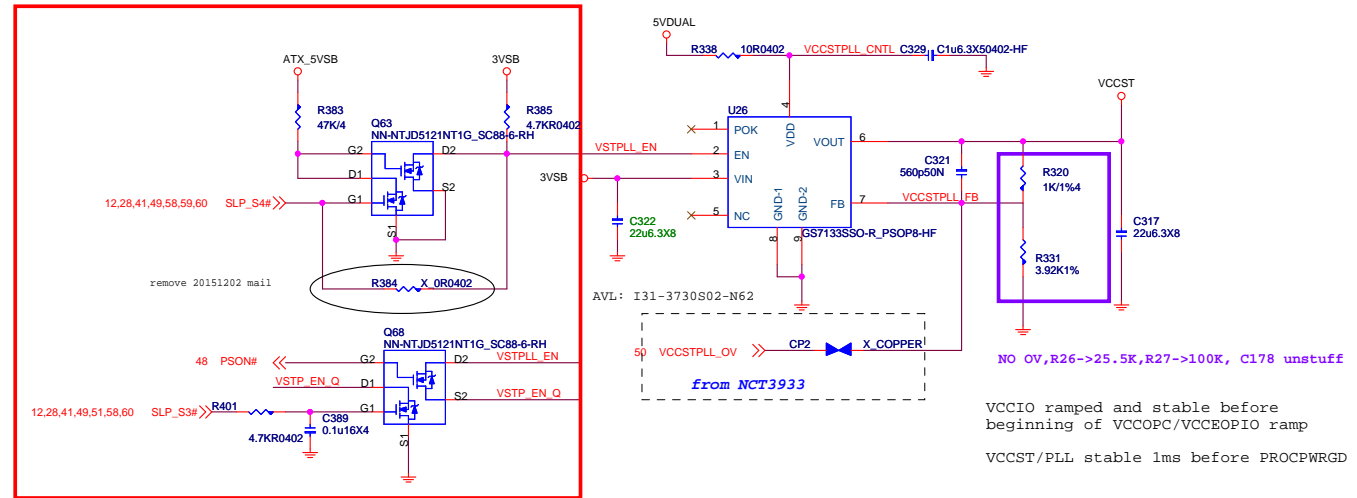 5VDUAL
R338
10R0402
VCCSTPLL_CNTL
C329
C1u6.3X50402-HF
ATX_5VSB
3VSB
VCCST
R383
47K/4
R385
4.7KR0402
Q63
NN-NTJD5121NT1G_SC88-6-RH
U26
4
1
POK
VDD
VOUT
6
G2
D2
VSTPLL_EN
2
EN
C321
560p50N
R320
1K/1%4
D1
S2
3VSB
3
VIN
12,28,41,49,58,59,60
SLP_S4#
G1
VCCSTPLL_FB
FB
7
5
NC
GND-1
GND-2
C322
22u6.3X8
C317
22u6.3X8
S1
8
9
GS7133SSO-R_PSOP8-HF
R331
3.92K1%
remove 20151202 mail
R384
X_0R0402
AVL: I31-3730S02-N62
Q68
NN-NTJD5121NT1G_SC88-6-RH
50
VCCSTPLL_OV
CP2
X_COPPER
48
PSON#
G2
D2
VSTPLL_EN
NO OV,R26->25.5K,R27->100K, C178 unstuff
VSTP_EN_Q
D1
S2
VSTP_EN_Q
from NCT3933
12,28,41,49,51,58,60
SLP_S3#
R401
G1
4.7KR0402
C389
0.1u16X4
S1
VCCIO ramped and stable before
beginning of VCCOPC/VCCEOPIO ramp
VCCST/PLL stable 1ms before PROCPWRGD